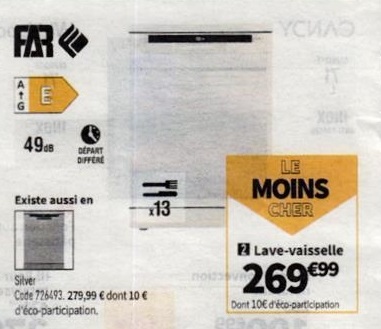 FAR
A
↑
G
E
49dB
DÉPART
DIFFÉRÉ
x13
Existe aussi en
Silver
Code 726493. 279,99 € dont 10 €
d'éco-participation.
LE
MOINS
CHER
2 Lave-vaisselle
269€99
Dont 10€ d'éco-participation